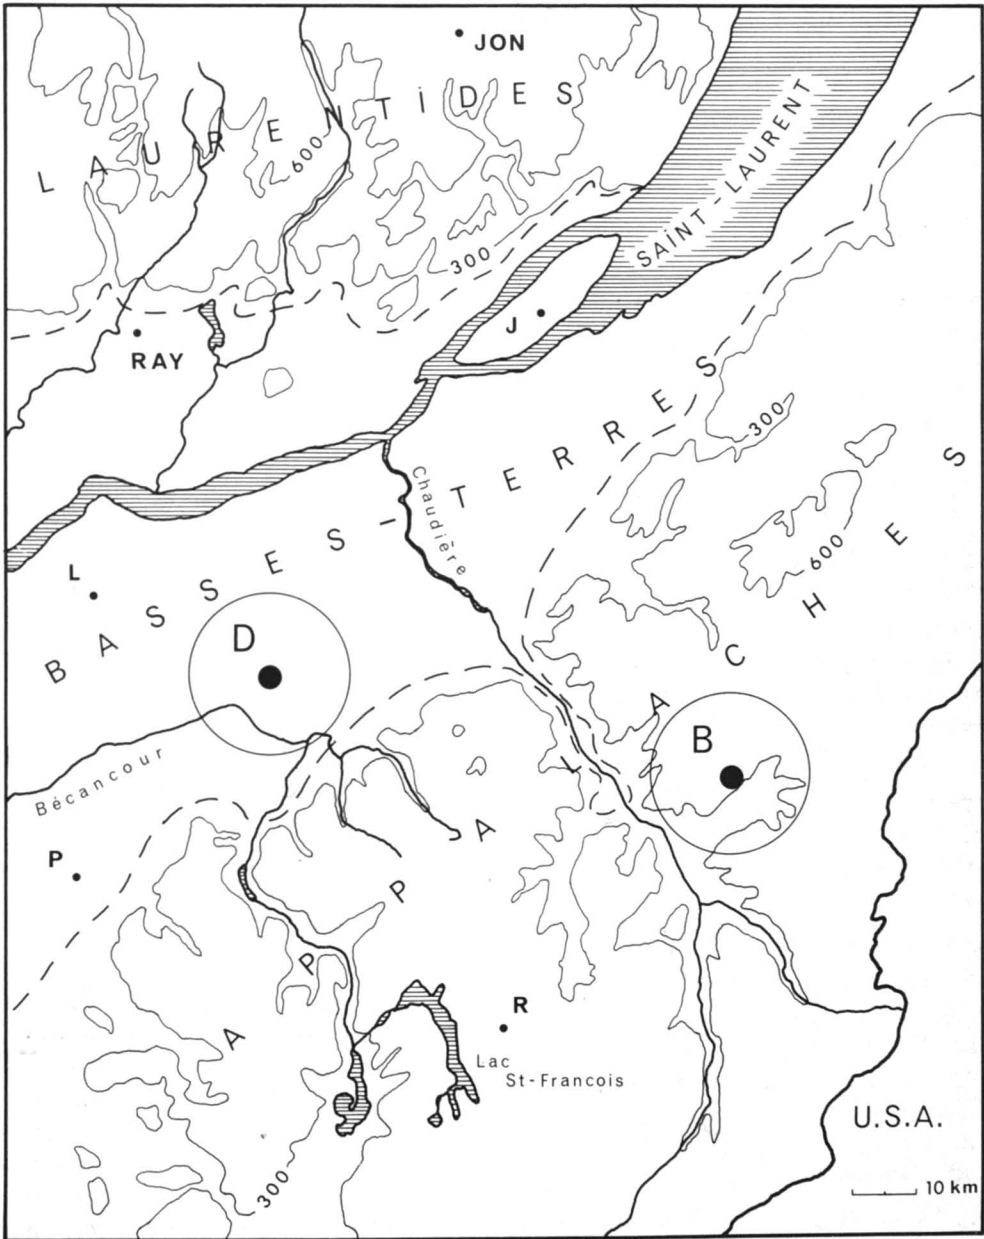 JON
LAURENTiDES
600
SAiNT-LAURENT
300
J
RAY
BASSES-TERRES
300
Chaudière
600
L
D
B
APPALACHES
Bécancour
P
R
Lac
St-Francois
300
U.S.A.
10 km